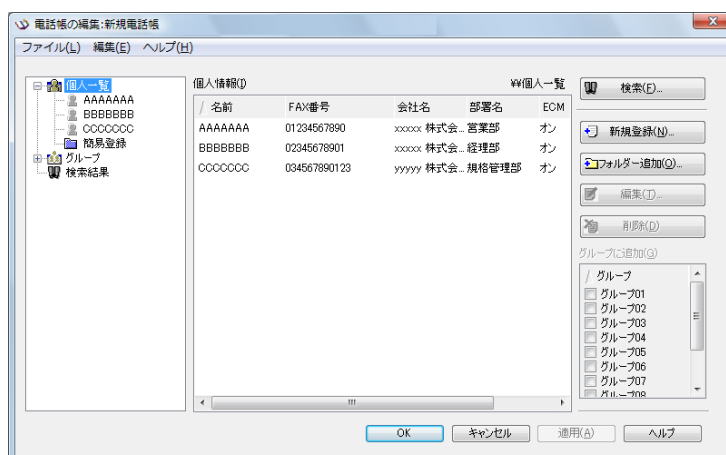 電話帳の編集:新規電話帳
ファイル(L) 編集(E) ヘルプ(H)
個人一覧
AAAAAAA
BBBBBBB
CCCCCCC
簡易登録
グループ
検索結果
個人情報(I) ¥¥個人一覧
名前 FAX番号 会社名 部署名 ECM
AAAAAAA 01234567890 xxxxx 株式会... 営業部 オン
BBBBBBB 02345678901 xxxxx 株式会... 経理部 オン
CCCCCCC 034567890123 yyyyy 株式会... 規格管理部 オン
検索(F)...
新規登録(N)...
フォルダー追加(O)...
編集(T)...
削除(D)
グループに追加(G)
グループ
グループ01
グループ02
グループ03
グループ04
グループ05
グループ06
グループ07
グループ08
OK キャンセル 適用(A) ヘルプ